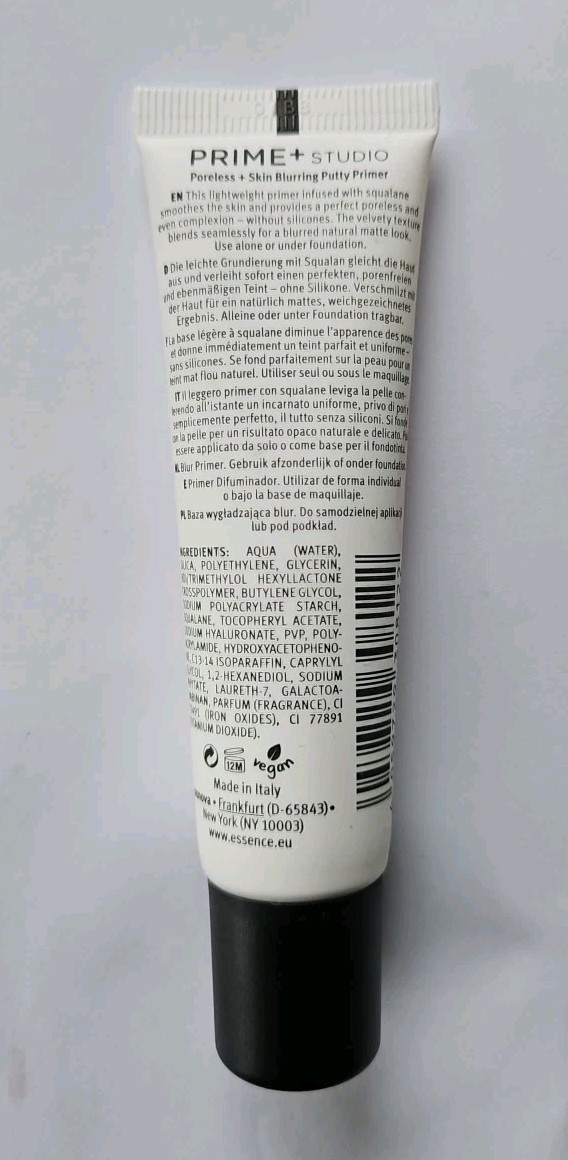 PRIME+ STUDIO
Poreless + Skin Blurring Putty Primer
EN This lightweight primer infused with squalane
smoothes the skin and provides a perfect poreless and
even complexion – without silicones. The velvety texture
blends seamlessly for a blurred natural matte look.
Use alone or under foundation.
D Die leichte Grundierung mit Squalan gleicht die Haut
aus und verleiht sofort einen perfekten, porenfreien
und ebenmäßigen Teint – ohne Silikone. Verschmilzt mit
der Haut für ein natürlich mattes, weichgezeichnetes
Ergebnis. Alleine oder unter Foundation tragbar.
F La base légère à squalane diminue l'apparence des pores
et donne immédiatement un teint parfait et uniforme –
sans silicones. Se fond parfaitement sur la peau pour un
teint mat flou naturel. Utiliser seul ou sous le maquillage.
IT Il leggero primer con squalane leviga la pelle con-
ferendo all'istante un incarnato uniforme, privo di pori e
semplicemente perfetto, il tutto senza siliconi. Si fonde
con la pelle per un risultato opaco naturale e delicato.
essere applicato da solo o come base per il fondotinta.
NL Blur Primer. Gebruik afzonderlijk of onder foundation.
E Primer Difuminador. Utilizar de forma individual
o bajo la base de maquillaje.
PL Baza wygładzająca blur. Do samodzielnej aplikacji
lub pod podkład.
INGREDIENTS: AQUA (WATER),
SILICA, POLYETHYLENE, GLYCERIN,
HEXYLLACTONE
CROSSPOLYMER, BUTYLENE GLYCOL,
SODIUM POLYACRYLATE STARCH,
SQUALANE, TOCOPHERYL ACETATE,
SODIUM HYALURONATE, PVP, POLY-
ACRYLAMIDE, HYDROXYACETOPHENO-
C13-14 ISOPARAFFIN, CAPRYLYL
GLYCOL, 1,2-HEXANEDIOL, SODIUM
PHYTATE, LAURETH-7, GALACTOA-
RABINAN, PARFUM (FRAGRANCE), CI
(IRON OXIDES), CI 77891
(TITANIUM DIOXIDE).
12M
vegan
Made in Italy
• Frankfurt (D-65843) •
New York (NY 10003)
www.essence.eu